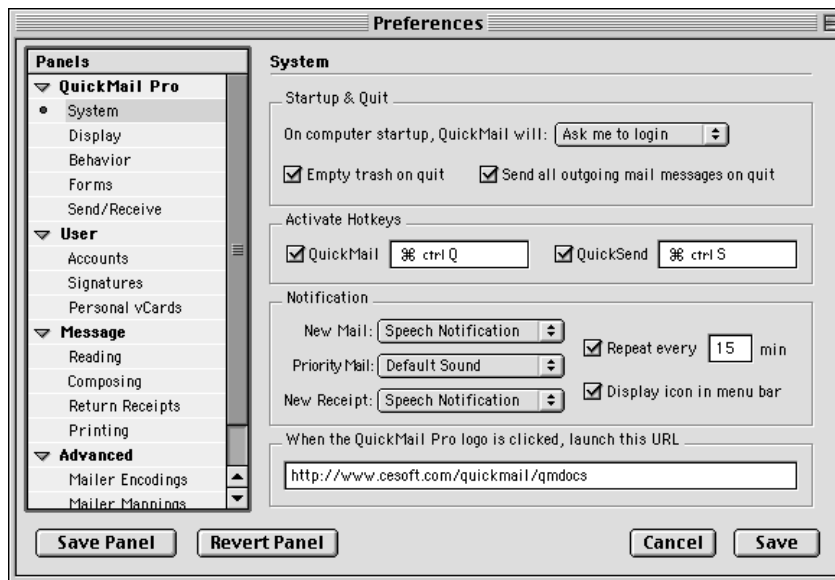 Preferences
Panels
QuickMail Pro
System
Display
Behavior
Forms
Send/Receive
User
Accounts
Signatures
Personal vCards
Message
Reading
Composing
Return Receipts
Printing
Advanced
Mailer Encodings
Mailer Mappings
System
Startup & Quit
On computer startup, QuickMail will: Ask me to login
Empty trash on quit Send all outgoing mail messages on quit
Activate Hotkeys
QuickMail ⌘ ctrl Q QuickSend ⌘ ctrl S
Notification
New Mail: Speech Notification
Repeat every 15 min
Priority Mail: Default Sound
Display icon in menu bar
New Receipt: Speech Notification
When the QuickMail Pro logo is clicked, launch this URL
http://www.cesoft.com/quickmail/qmdocs
Save Panel Revert Panel Cancel Save